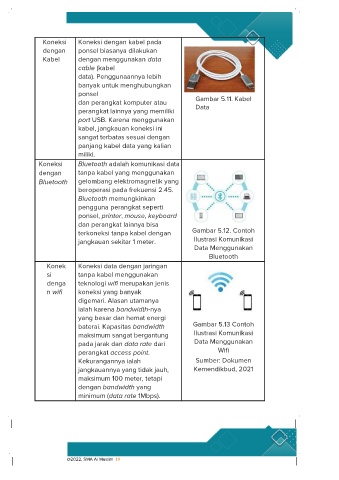 Koneksi
dengan
Kabel
Koneksi dengan kabel pada
ponsel biasanya dilakukan
dengan menggunakan data
cable (kabel
data). Penggunaannya lebih
banyak untuk menghubungkan
ponsel
dan perangkat komputer atau
perangkat lainnya yang memiliki
port USB. Karena menggunakan
kabel, jangkauan koneksi ini
sangat terbatas sesuai dengan
panjang kabel data yang kalian
miliki.
Gambar 5.11. Kabel
Data
Koneksi
dengan
Bluetooth
Bluetooth adalah komunikasi data
tanpa kabel yang menggunakan
gelombang elektromagnetik yang
beroperasi pada frekuensi 2.45.
Bluetooth memungkinkan
pengguna perangkat seperti
ponsel, printer, mouse, keyboard
dan perangkat lainnya bisa
terkoneksi tanpa kabel dengan
jangkauan sekitar 1 meter.
Gambar 5.12. Contoh
Ilustrasi Komunikasi
Data Menggunakan
Bluetooth
Konek
si
denga
n wifi
Koneksi data dengan jaringan
tanpa kabel menggunakan
teknologi wifi merupakan jenis
koneksi yang banyak
digemari. Alasan utamanya
ialah karena bandwidth-nya
yang besar dan hemat energi
baterai. Kapasitas bandwidth
maksimum sangat bergantung
pada jarak dan data rate dari
perangkat access point.
Kekurangannya ialah
jangkauannya yang tidak jauh,
maksimum 100 meter, tetapi
dengan bandwidth yang
minimum (data rate 1Mbps).
Gambar 5.13 Contoh
Ilustrasi Komunikasi
Data Menggunakan
Wifi
Sumber: Dokumen
Kemendikbud, 2021
@2022, SMA Al Masoem